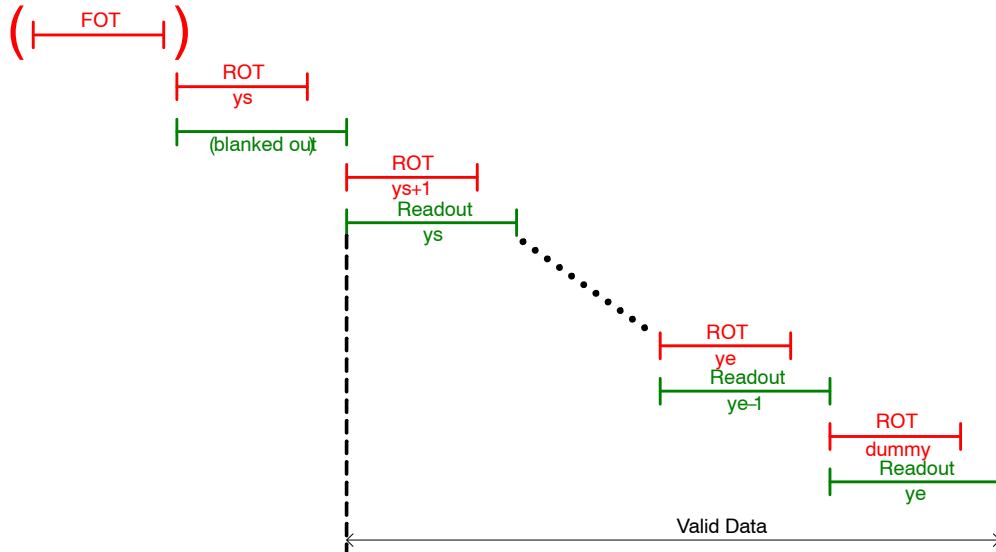 ( FOT )
ROT
ys
(blanked out)
ROT
ys+1
Readout
ys
ROT
ye
Readout
ye–1
ROT
dummy
Readout
ye
Valid Data